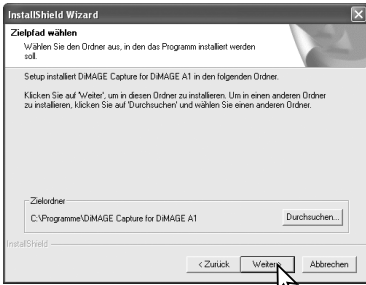 InstallShield Wizard
Zielpfad wählen
Wählen Sie den Ordner aus, in den das Programm installiert werden
soll.
Setup installiert DiMAGE Capture for DiMAGE A1 in den folgenden Ordner.
Klicken Sie auf 'Weiter', um in diesen Ordner zu installieren. Um in einen anderen Ordner
zu installieren, klicken Sie auf 'Durchsuchen' und wählen Sie einen anderen Ordner.
Zielordner
C:\Programme\DiMAGE Capture for DiMAGE A1
Durchsuchen...
InstallShield
< Zurück
Weiter >
Abbrechen